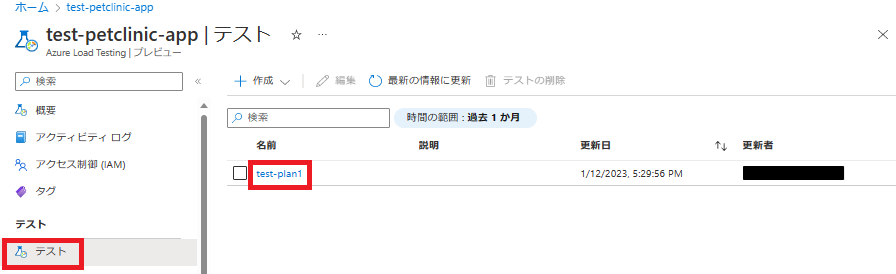 ホーム > test-petclinic-app
test-petclinic-app | テスト ☆ …
Azure Load Testing | プレビュー
検索 «
概要
アクティビティ ログ
アクセス制御 (IAM)
タグ
テスト
テスト
+ 作成 編集 最新の情報に更新 テストの削除
検索 時間の範囲 : 過去 1 か月
名前 説明 更新日 ↑↓ 更新者
test-plan1 1/12/2023, 5:29:56 PM